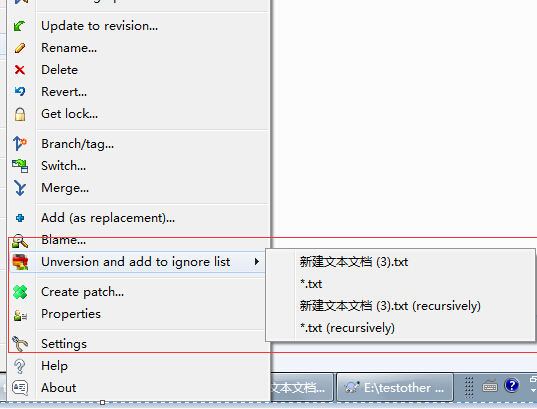 Update to revision...
Rename...
Delete
Revert...
Get lock...
Branch/tag...
Switch...
Merge...
Add (as replacement)...
Blame...
Unversion and add to ignore list
新建文本文档 (3).txt
*.txt
新建文本文档 (3).txt (recursively)
*.txt (recursively)
Create patch...
Properties
Settings
Help
About
文本文档...
E:\testother ...